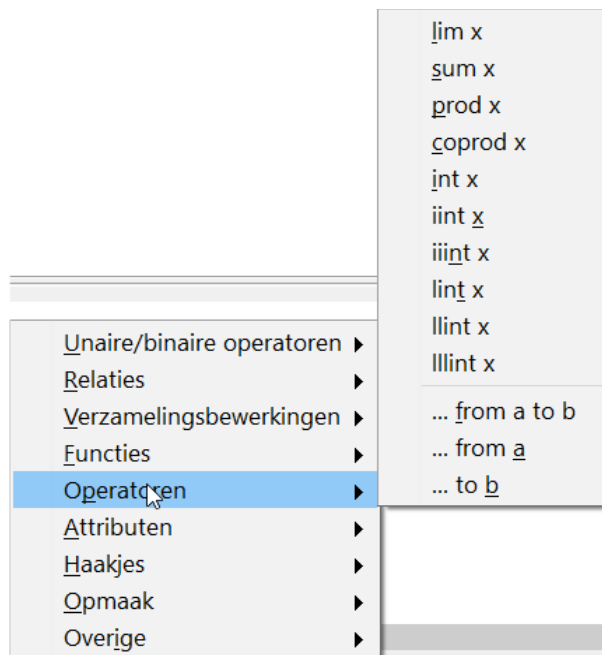 lim x
sum x
prod x
coprod x
int x
iint x
iiint x
lint x
llint x
lllint x
... from a to b
... from a
... to b
Unaire/binaire operatoren
Relaties
Verzamelingsbewerkingen
Functies
Operatoren
Attributen
Haakjes
Opmaak
Overige